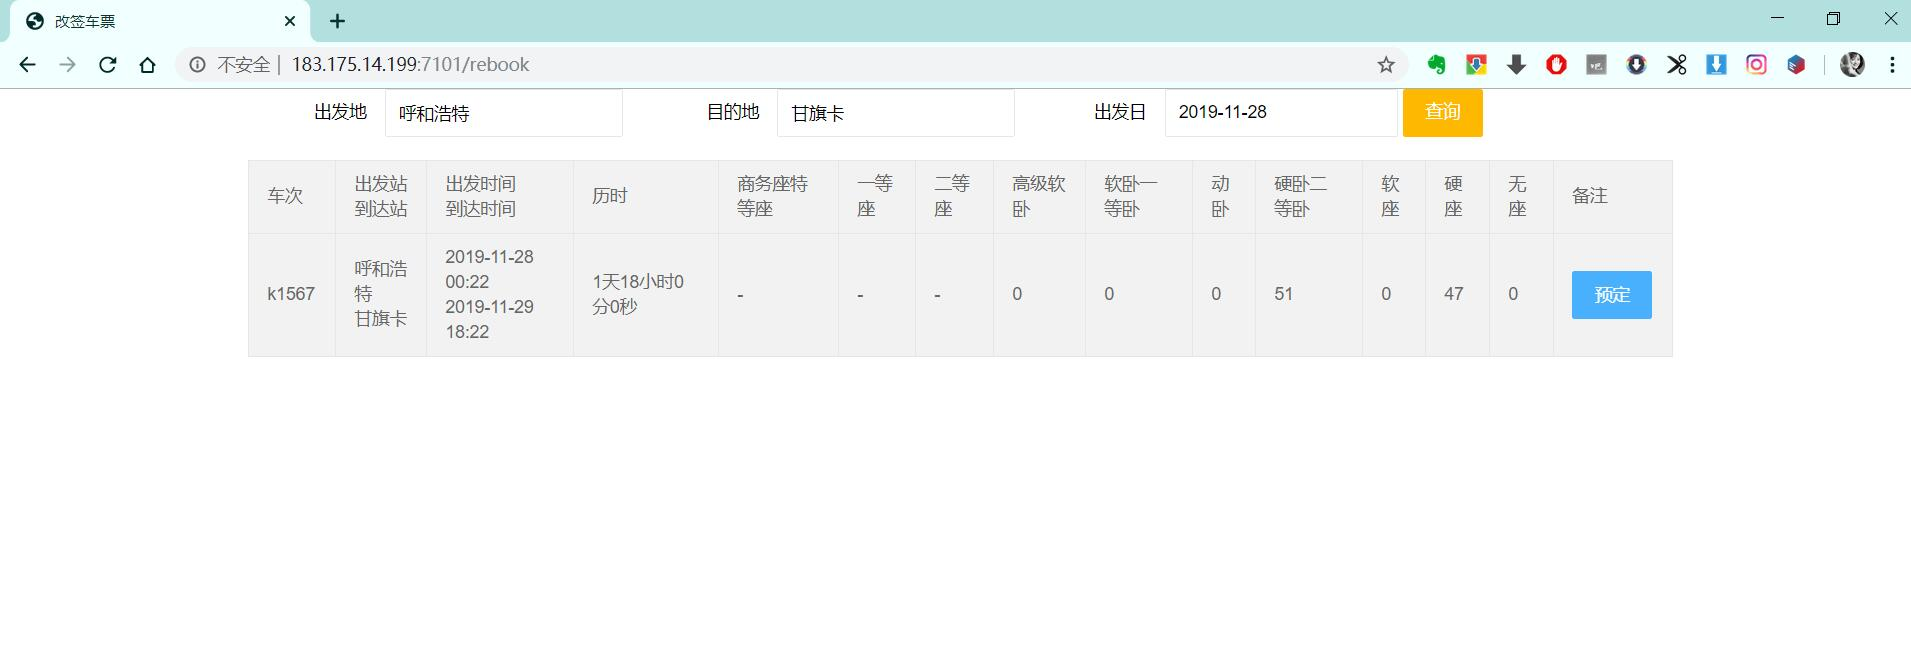 改签车票
不安全 | 183.175.14.199:7101/rebook
出发地 呼和浩特 目的地 甘旗卡 出发日 2019-11-28 查询
车次
出发站
到达站
出发时间
到达时间
历时
商务座特
等座
一等
座
二等
座
高级软
卧
软卧一
等卧
动
卧
硬卧二
等卧
软
座
硬
座
无
座
备注
k1567
呼和浩
特
甘旗卡
2019-11-28
00:22
2019-11-29
18:22
1天18小时0
分0秒
-
-
-
0
0
0
51
0
47
0
预定